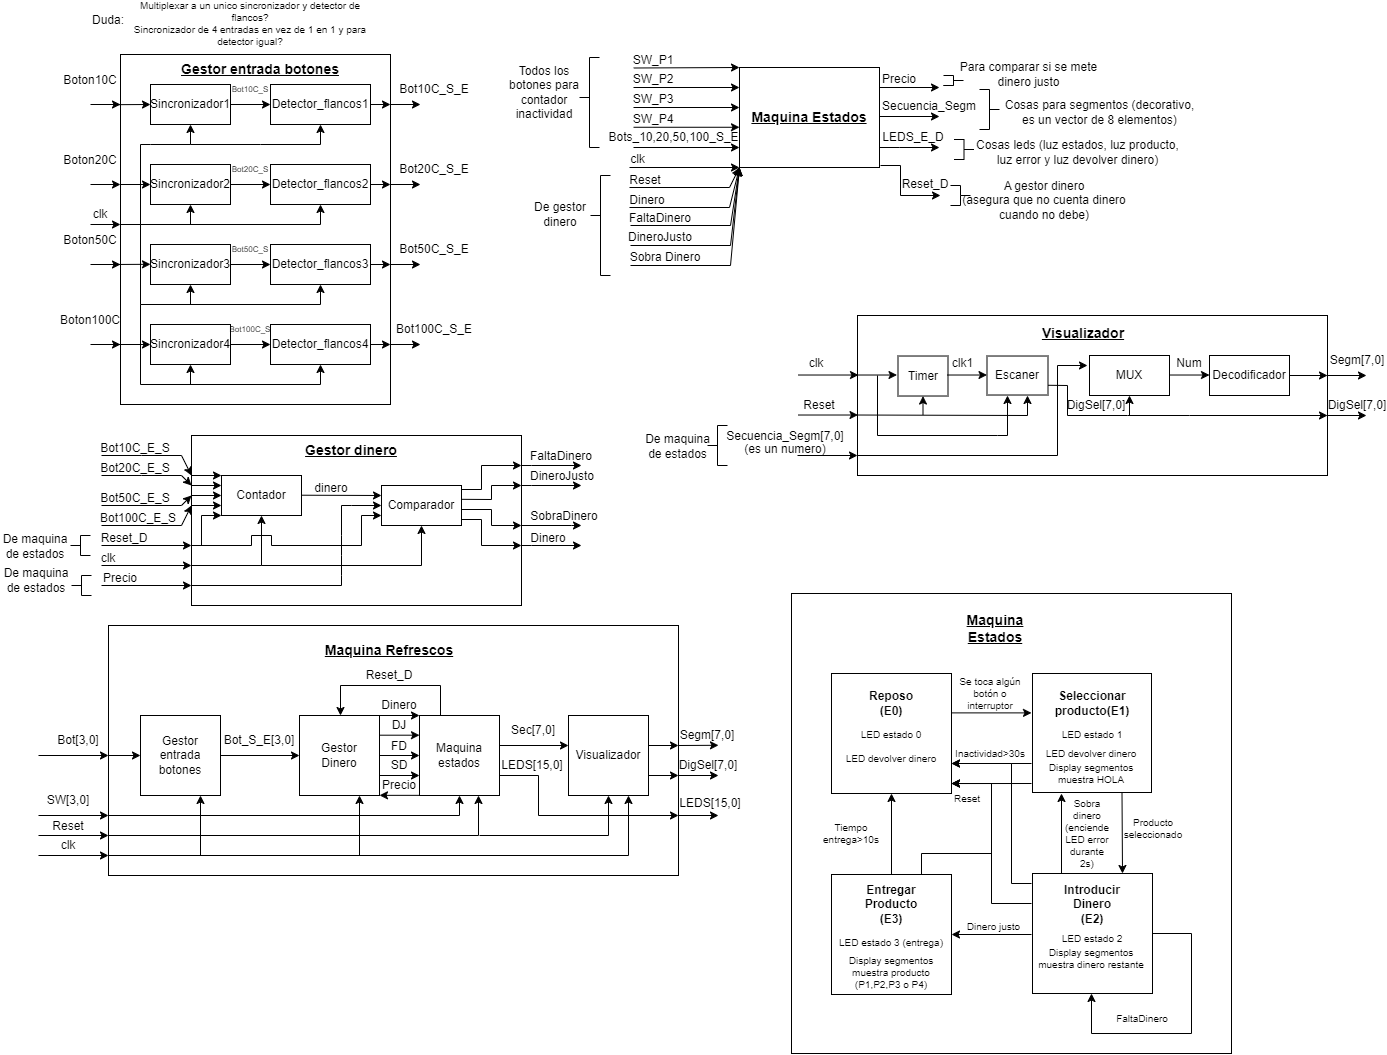 Duda:
Multiplexar a un unico sincronizador y detector de
flancos?
Sincronizador de 4 entradas en vez de 1 en 1 y para
detector igual?
Gestor entrada botones
Boton10C
Sincronizador1
Bot10C_S
Detector_flancos1
Bot10C_S_E
Boton20C
Sincronizador2
Bot20C_S
Detector_flancos2
Bot20C_S_E
clk
Boton50C
Sincronizador3
Bot50C_S
Detector_flancos3
Bot50C_S_E
Boton100C
Sincronizador4
Bot100C_S
Detector_flancos4
Bot100C_S_E
Todos los
botones para
contador
inactividad
SW_P1
SW_P2
SW_P3
SW_P4
Bots_10,20,50,100_S_E
clk
De gestor
dinero
Reset
Dinero
FaltaDinero
DineroJusto
Sobra Dinero
Maquina Estados
Precio
Para comparar si se mete
dinero justo
Secuencia_Segm
Cosas para segmentos (decorativo,
es un vector de 8 elementos)
LEDS_E_D
Cosas leds (luz estados, luz producto,
luz error y luz devolver dinero)
Reset_D
A gestor dinero
(asegura que no cuenta dinero
cuando no debe)
Visualizador
clk
Timer
clk1
Escaner
MUX
Num
Decodificador
Segm[7,0]
Reset
DigSel[7,0]
DigSel[7,0]
De maquina
de estados
Secuencia_Segm[7,0]
(es un numero)
Gestor dinero
Bot10C_E_S
Bot20C_E_S
Bot50C_E_S
Bot100C_E_S
De maquina
de estados
Reset_D
clk
De maquina
de estados
Precio
Contador
dinero
Comparador
FaltaDinero
DineroJusto
SobraDinero
Dinero
Maquina Refrescos
Reset_D
Bot[3,0]
Gestor
entrada
botones
Bot_S_E[3,0]
Gestor
Dinero
Dinero
DJ
FD
SD
Precio
Maquina
estados
Sec[7,0]
LEDS[15,0]
Visualizador
Segm[7,0]
DigSel[7,0]
LEDS[15,0]
SW[3,0]
Reset
clk
Maquina
Estados
Reposo
(E0)
LED estado 0
LED devolver dinero
Se toca algún
botón o
interruptor
Seleccionar
producto(E1)
LED estado 1
LED devolver dinero
Display segmentos
muestra HOLA
Inactividad>30s
Reset
Tiempo
entrega>10s
Sobra
dinero
(enciende
LED error
durante
2s)
Producto
seleccionado
Entregar
Producto
(E3)
LED estado 3 (entrega)
Display segmentos
muestra producto
(P1,P2,P3 o P4)
Dinero justo
Introducir
Dinero
(E2)
LED estado 2
Display segmentos
muestra dinero restante
FaltaDinero